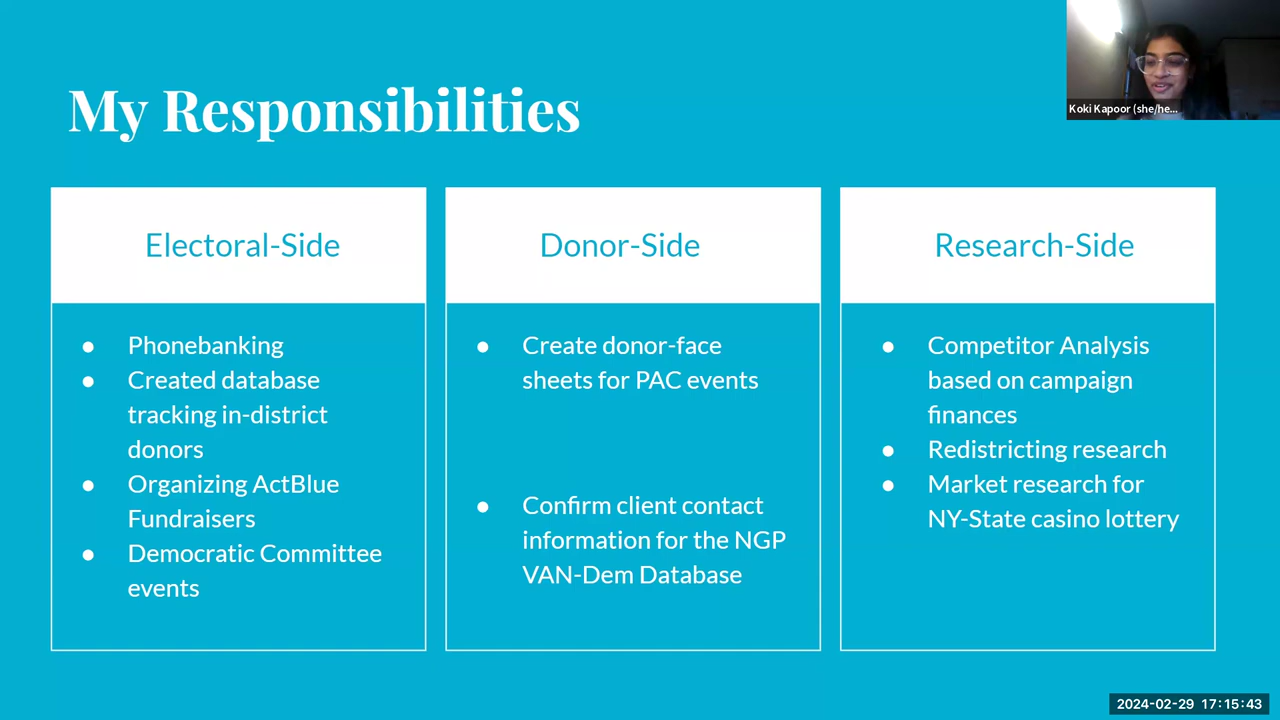 My Responsibilities
Koki Kapoor (she/he...
Electoral-Side
● Phonebanking
● Created database
tracking in-district
donors
● Organizing ActBlue
Fundraisers
● Democratic Committee
events
Donor-Side
● Create donor-face
sheets for PAC events
● Confirm client contact
information for the NGP
VAN-Dem Database
Research-Side
● Competitor Analysis
based on campaign
finances
● Redistricting research
● Market research for
NY-State casino lottery
2024-02-29 17:15:43